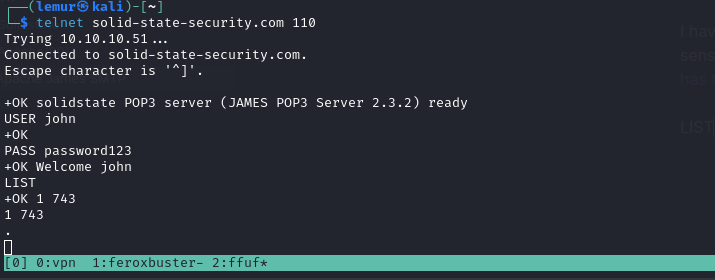 ┌──(lemur㉿kali)-[~]
└─$ telnet solid-state-security.com 110
Trying 10.10.10.51...
Connected to solid-state-security.com.
Escape character is '^]'.
+OK solidstate POP3 server (JAMES POP3 Server 2.3.2) ready
USER john
+OK
PASS password123
+OK Welcome john
LIST
+OK 1 743
1 743
.
[0] 0:vpn  1:feroxbuster- 2:ffuf*
I hav
sens
has
LIST